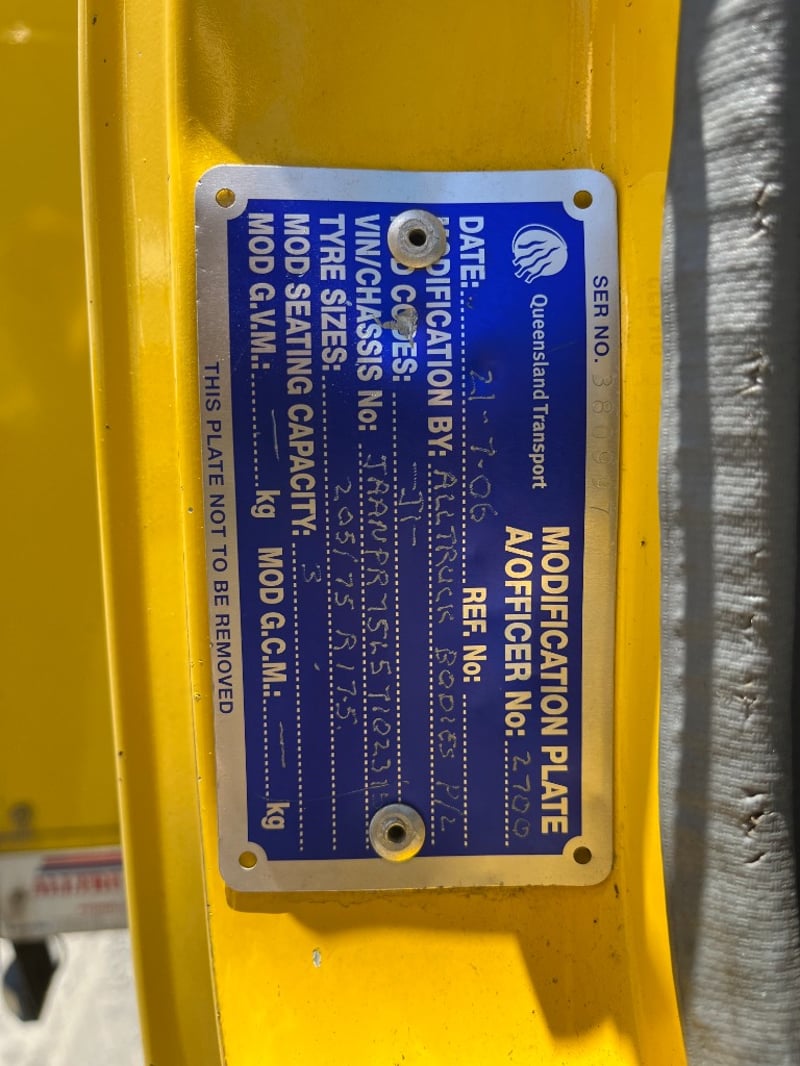 SER NO.
Queensland Transport
MODIFICATION PLATE
A/OFFICER No: 2700
DATE: 21-7-06 REF. No:
MODIFICATION BY: ALLTRUCK BODIES P/L
CODES: J1
VIN/CHASSIS No:
TYRE SIZES: 205/75 R17.5
MOD SEATING CAPACITY: 3
MOD G.V.M.: — kg MOD G.C.M.: — kg
THIS PLATE NOT TO BE REMOVED